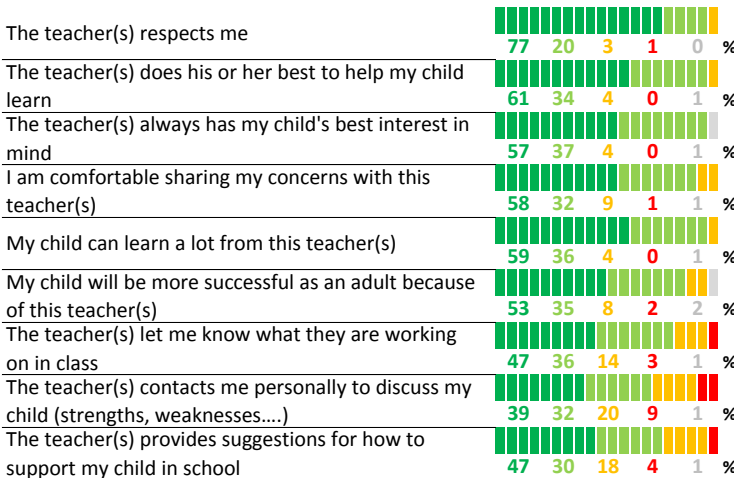 The teacher(s) respects me
77 20 3 1 0 %
The teacher(s) does his or her best to help my child
learn
61 34 4 0 1 %
The teacher(s) always has my child's best interest in
mind
57 37 4 0 1 %
I am comfortable sharing my concerns with this
teacher(s)
58 32 9 1 1 %
My child can learn a lot from this teacher(s)
59 36 4 0 1 %
My child will be more successful as an adult because
of this teacher(s)
53 35 8 2 2 %
The teacher(s) let me know what they are working
on in class
47 36 14 3 1 %
The teacher(s) contacts me personally to discuss my
child (strengths, weaknesses….)
39 32 20 9 1 %
The teacher(s) provides suggestions for how to
support my child in school
47 30 18 4 1 %